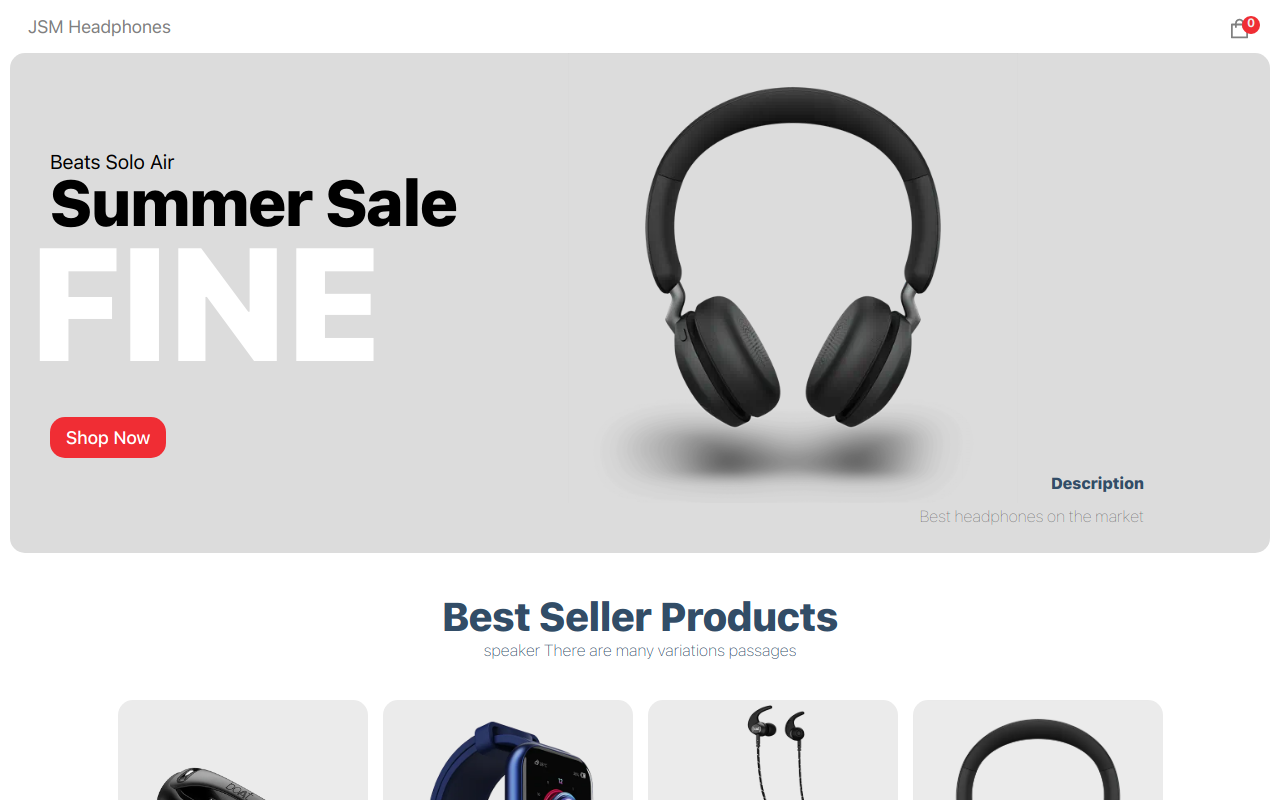 JSM Headphones
0
Beats Solo Air
Summer Sale
FINE
Shop Now
Description
Best headphones on the market
Best Seller Products
speaker There are many variations passages